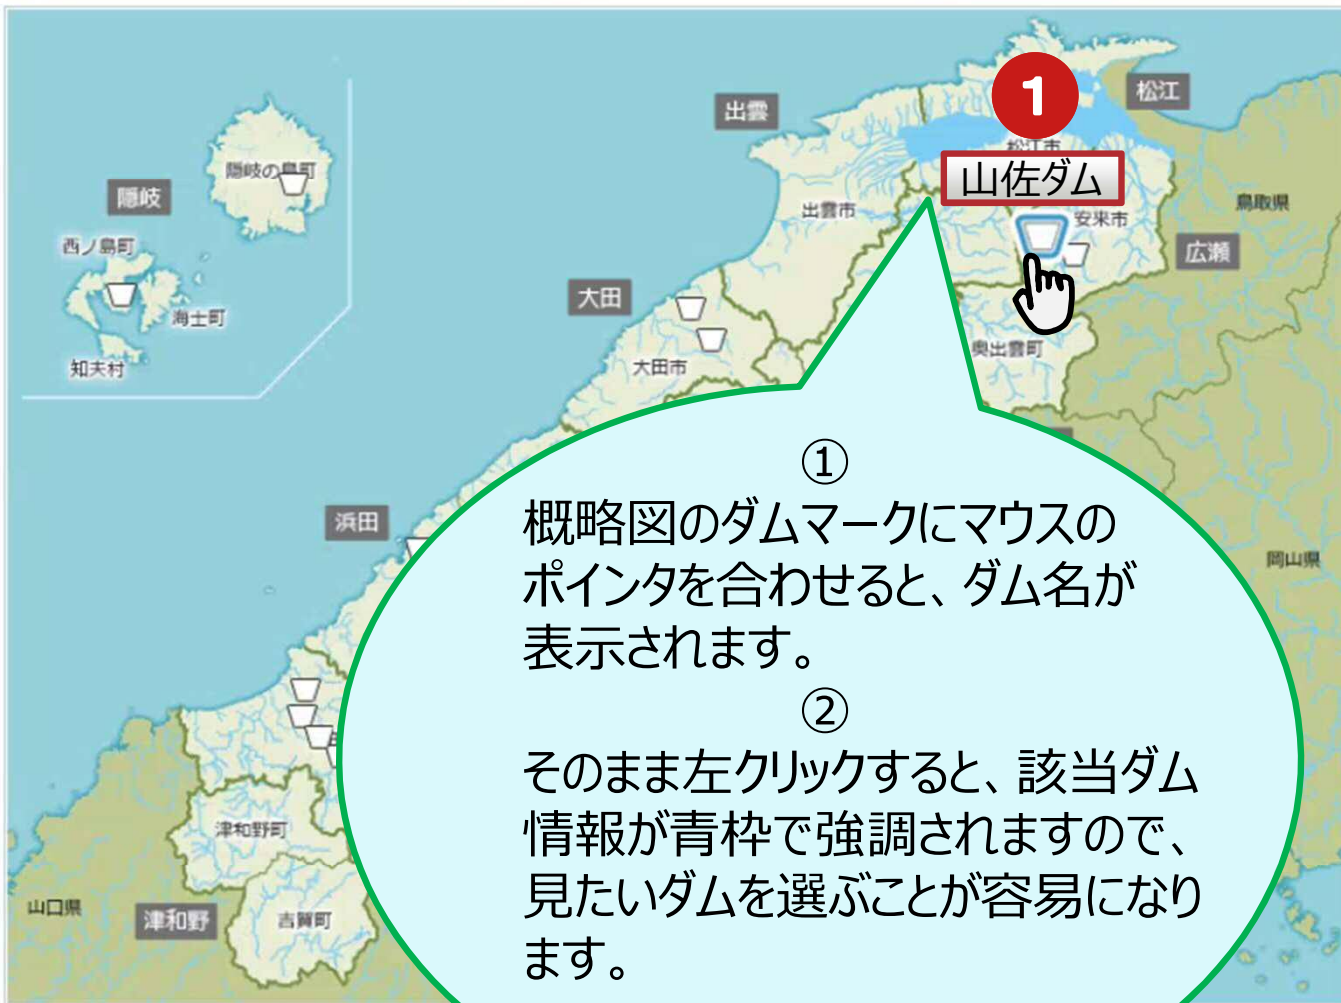 出雲
1
松江
松江市
山佐ダム
隠岐の島町
隠岐
出雲市
安来市
鳥取県
西ノ島町
広瀬
大田
海士町
知夫村
大田市
奥出雲町
①
概略図のダムマークにマウスの
ポインタを合わせると、ダム名が
表示されます。
浜田
岡山県
②
そのまま左クリックすると、該当ダム
情報が青枠で強調されますので、
見たいダムを選ぶことが容易になり
ます。
津和野町
山口県
津和野
吉賀町